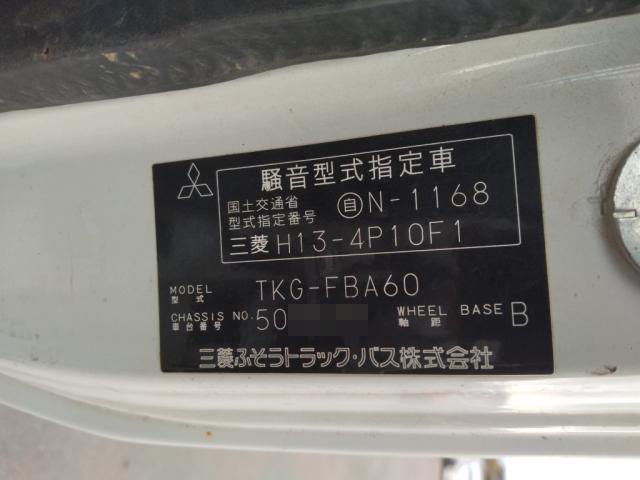 騒音型式指定車
国土交通省
型式指定番号 自N-1168
三菱 H13-4P10F1
MODEL
型式 TKG-FBA60
CHASSIS NO.
車台番号 50
WHEEL BASE
軸距 B
三菱ふそうトラック・バス株式会社